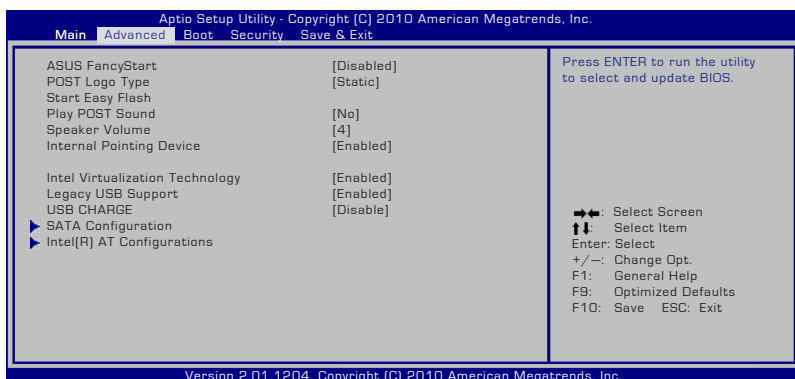 Aptio Setup Utility - Copyright (C) 2010 American Megatrends, Inc.
Main Advanced Boot Security Save & Exit
ASUS FancyStart [Disabled]
POST Logo Type [Static]
Start Easy Flash
Play POST Sound [No]
Speaker Volume [4]
Internal Pointing Device [Enabled]
Intel Virtualization Technology [Enabled]
Legacy USB Support [Enabled]
USB CHARGE [Disable]
SATA Configuration
Intel(R) AT Configurations
Press ENTER to run the utility
to select and update BIOS.
→←: Select Screen
↑↓: Select Item
Enter: Select
+/—: Change Opt.
F1: General Help
F9: Optimized Defaults
F10: Save ESC: Exit
Version 2.01.1204. Copyright (C) 2010 American Megatrends, Inc.